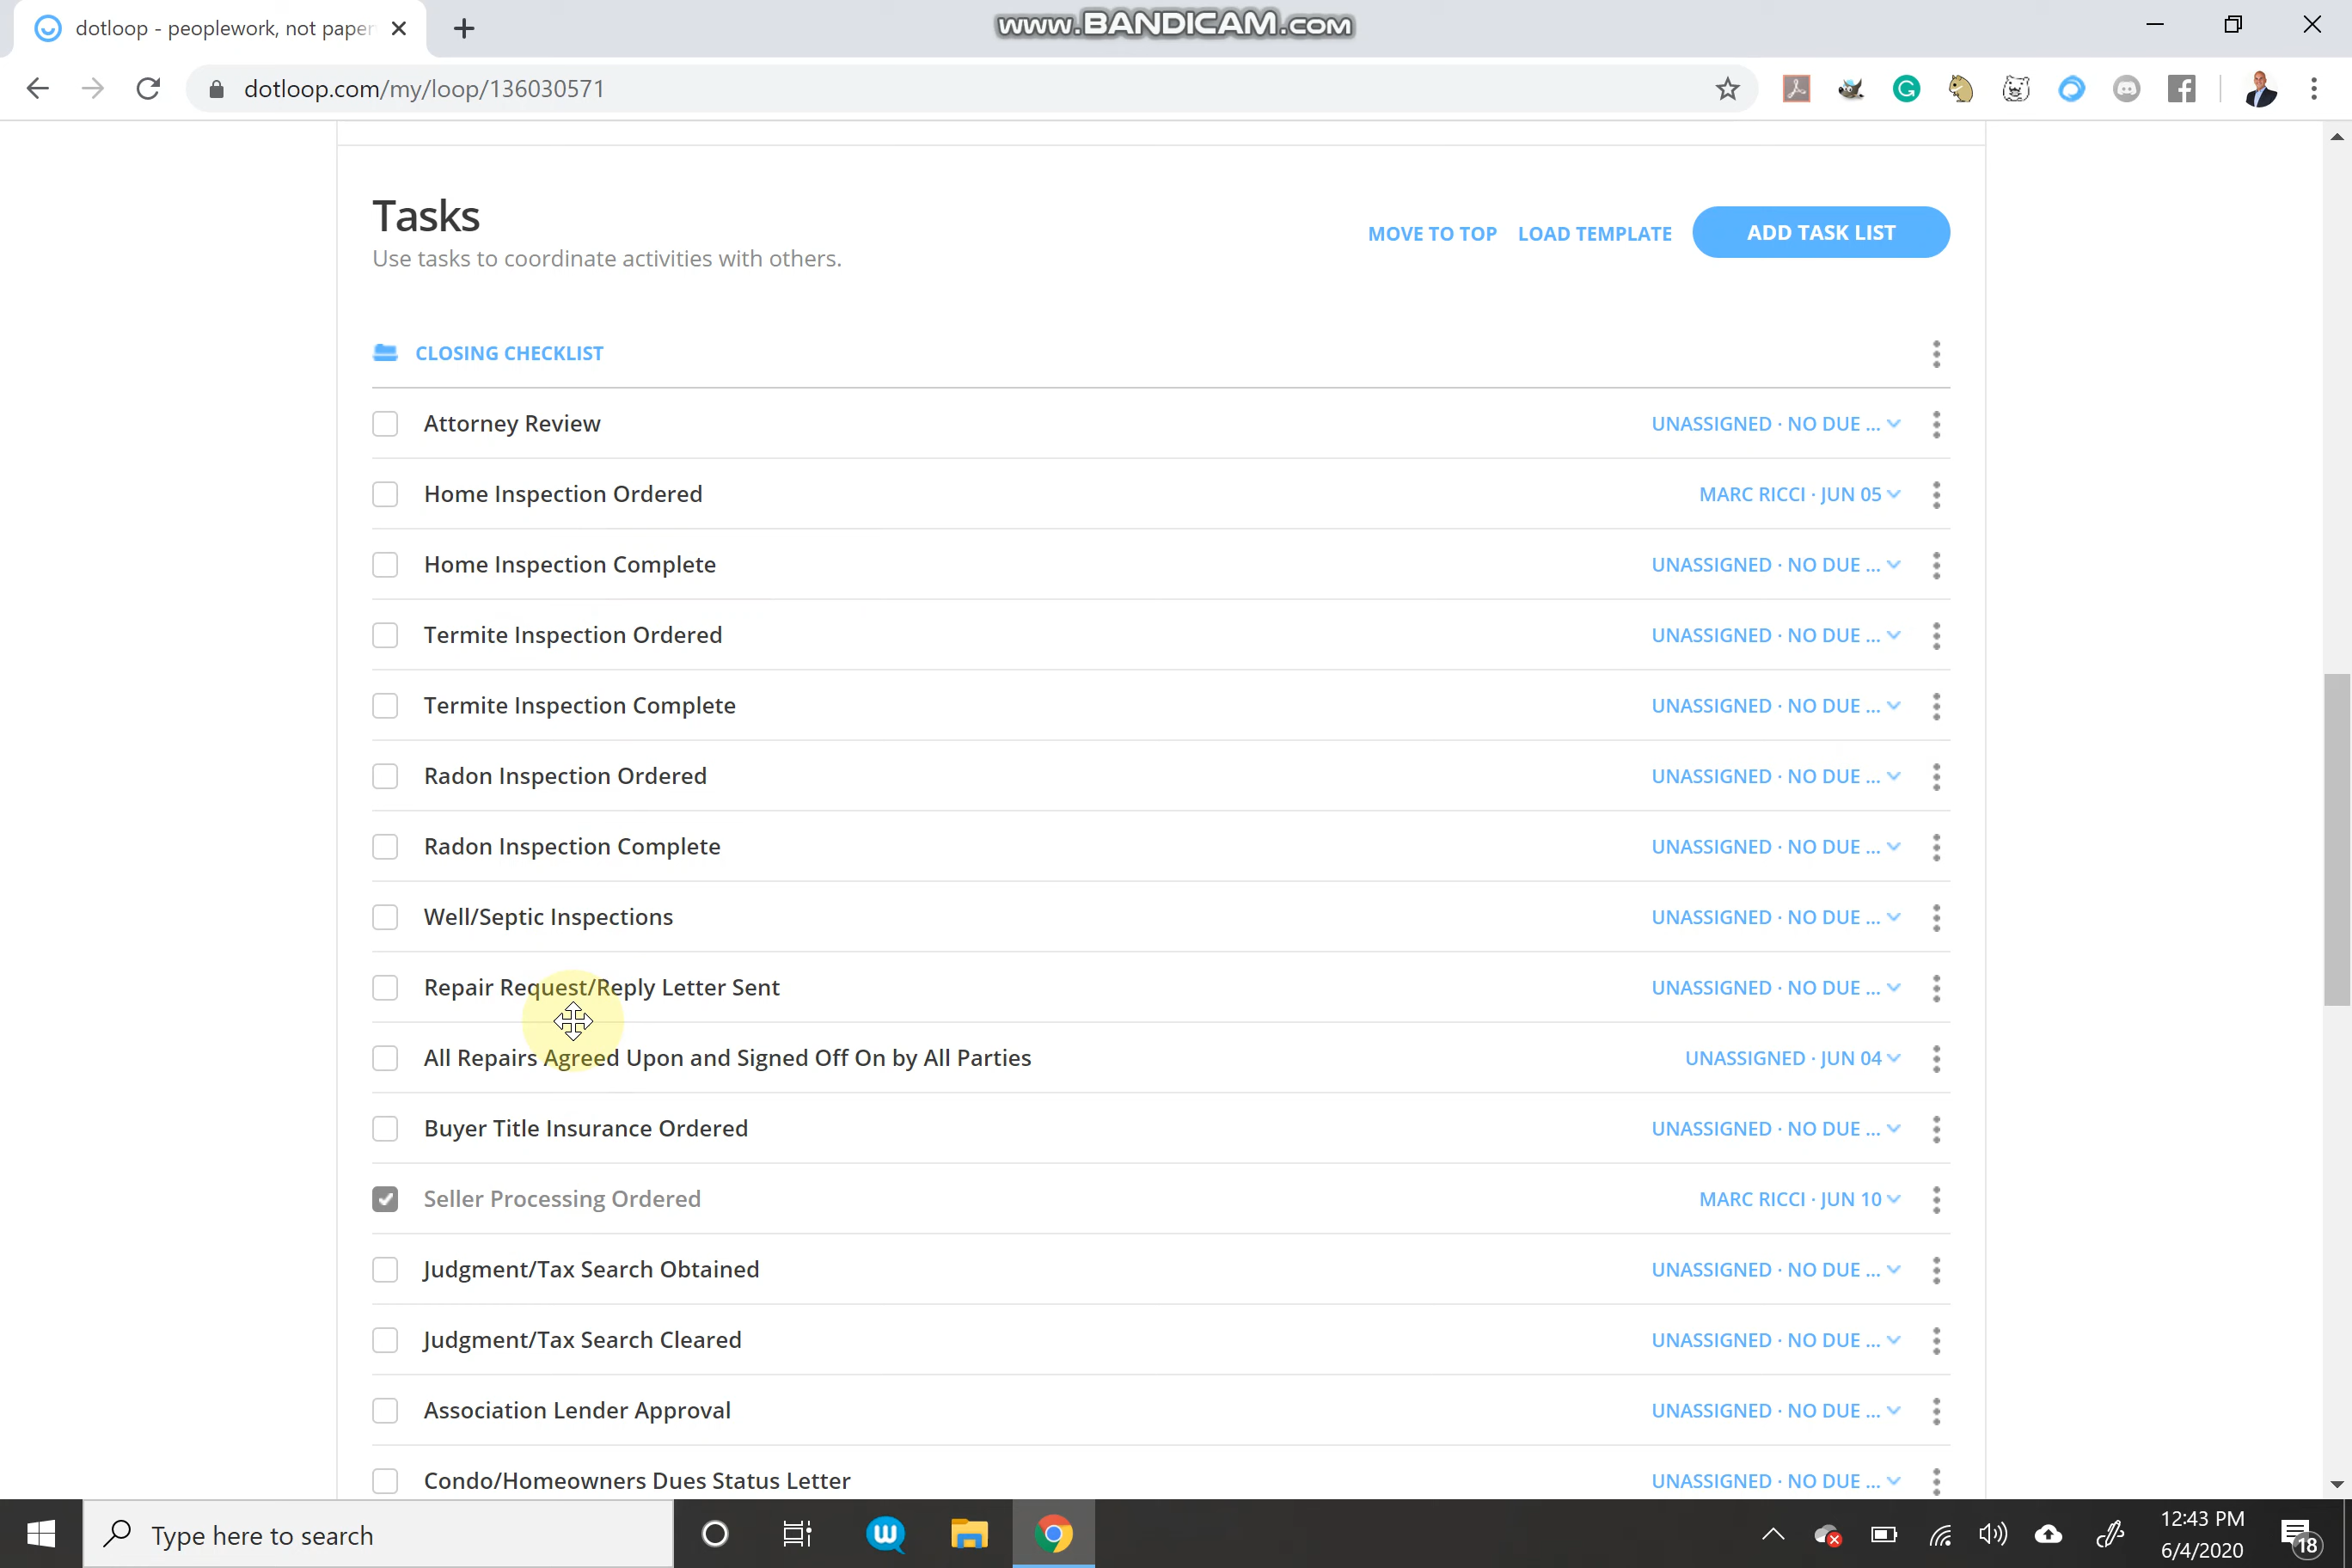 dotloop - peoplework, not paper
www.BANDICAM.com
dotloop.com/my/loop/136030571
Tasks
Use tasks to coordinate activities with others.
MOVE TO TOP LOAD TEMPLATE ADD TASK LIST
CLOSING CHECKLIST
Attorney Review UNASSIGNED · NO DUE ...
Home Inspection Ordered MARC RICCI · JUN 05
Home Inspection Complete UNASSIGNED · NO DUE ...
Termite Inspection Ordered UNASSIGNED · NO DUE ...
Termite Inspection Complete UNASSIGNED · NO DUE ...
Radon Inspection Ordered UNASSIGNED · NO DUE ...
Radon Inspection Complete UNASSIGNED · NO DUE ...
Well/Septic Inspections UNASSIGNED · NO DUE ...
Repair Request/Reply Letter Sent UNASSIGNED · NO DUE ...
All Repairs Agreed Upon and Signed Off On by All Parties UNASSIGNED · JUN 04
Buyer Title Insurance Ordered UNASSIGNED · NO DUE ...
Seller Processing Ordered MARC RICCI · JUN 10
Judgment/Tax Search Obtained UNASSIGNED · NO DUE ...
Judgment/Tax Search Cleared UNASSIGNED · NO DUE ...
Association Lender Approval UNASSIGNED · NO DUE ...
Condo/Homeowners Dues Status Letter UNASSIGNED · NO DUE ...
Type here to search
12:43 PM
6/4/2020
18